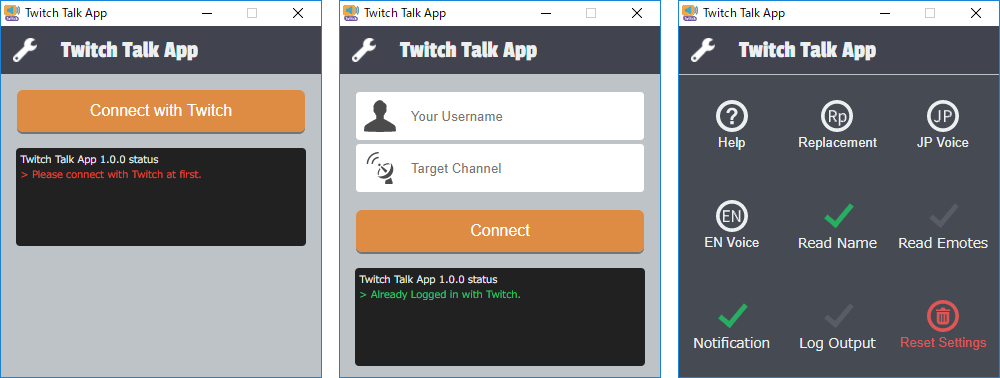 Twitch Talk App
Twitch Talk App
Connect with Twitch
Twitch Talk App 1.0.0 status
> Please connect with Twitch at first.
Twitch Talk App
Twitch Talk App
Your Username
Target Channel
Connect
Twitch Talk App 1.0.0 status
> Already Logged in with Twitch.
Twitch Talk App
Twitch Talk App
? Rp JP
Help Replacement JP Voice
EN
EN Voice Read Name Read Emotes
Notification Log Output Reset Settings